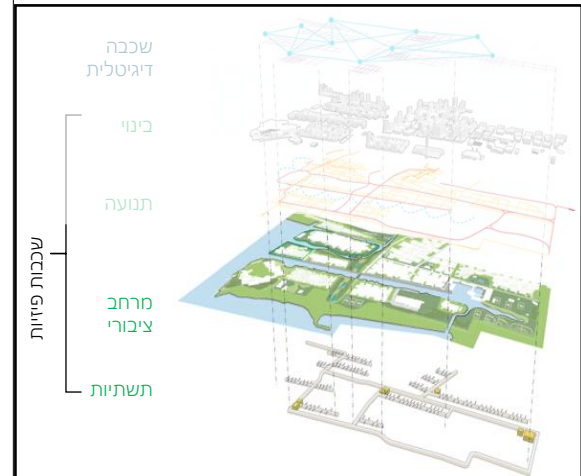 שכבה
דיגיטלית
בינוי
תנועה
שכבות פיזיות
מרחב
ציבורי
תשתיות